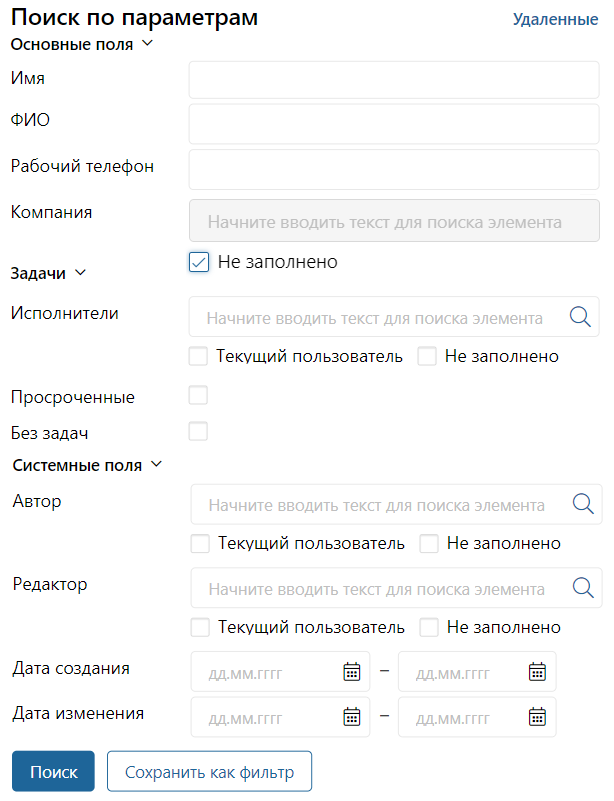 Поиск по параметрам Удаленные
Основные поля
Имя
ФИО
Рабочий телефон
Компания Начните вводить текст для поиска элемента
Не заполнено
Задачи
Исполнители Начните вводить текст для поиска элемента
Текущий пользователь Не заполнено
Просроченные
Без задач
Системные поля
Автор Начните вводить текст для поиска элемента
Текущий пользователь Не заполнено
Редактор Начните вводить текст для поиска элемента
Текущий пользователь Не заполнено
Дата создания дд.мм.гггг – дд.мм.гггг
Дата изменения дд.мм.гггг – дд.мм.гггг
Поиск Сохранить как фильтр